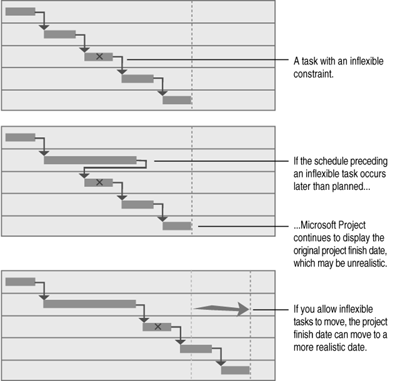 A task with an inflexible
constraint.
If the schedule preceding
an inflexible task occurs
later than planned...
...Microsoft Project
continues to display the
original project finish date,
which may be unrealistic.
If you allow inflexible
tasks to move, the project
finish date can move to a
more realistic date.